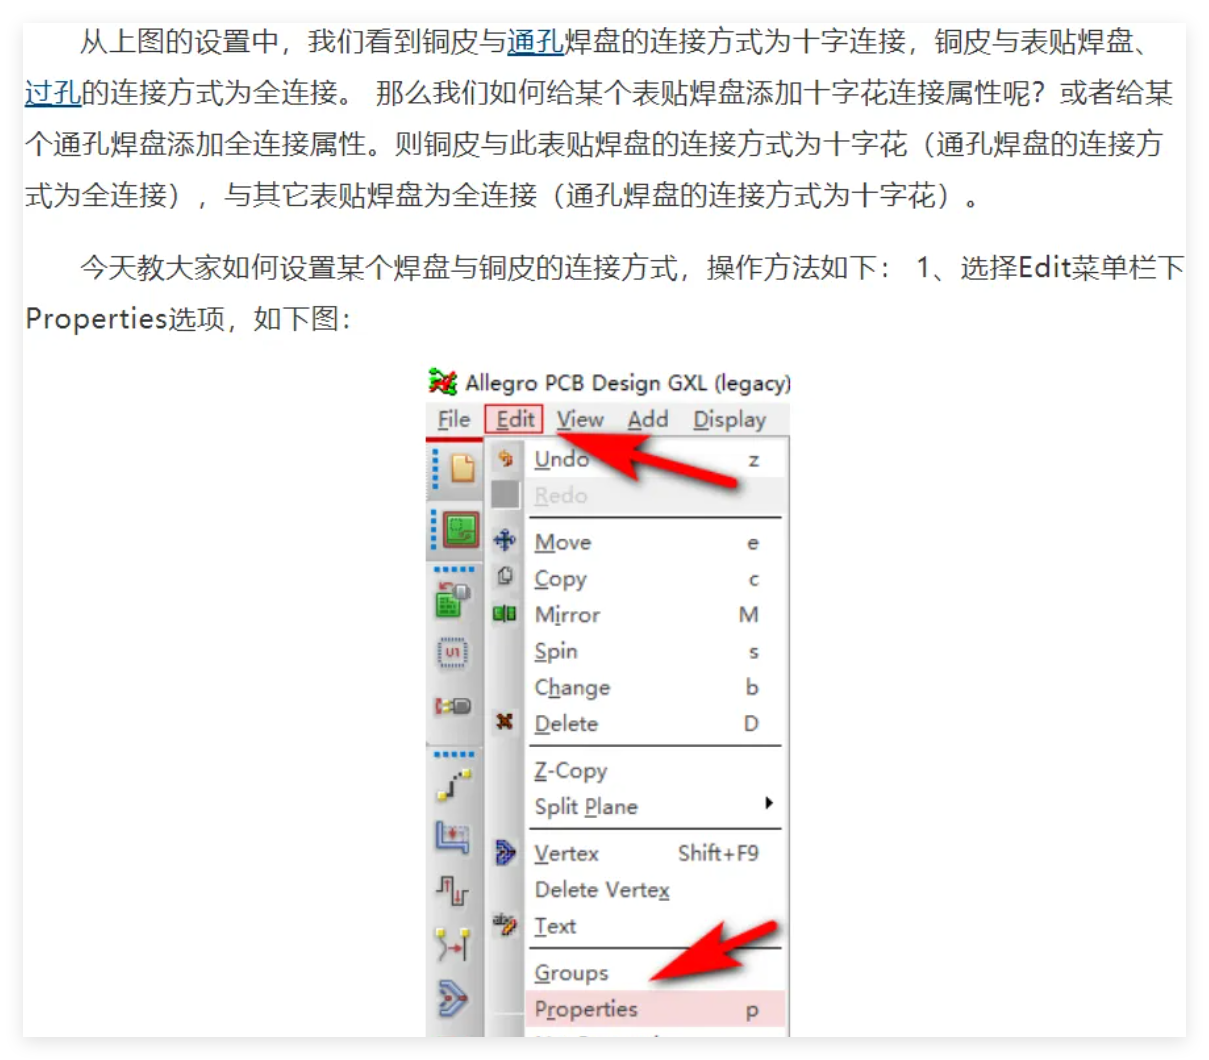 从上图的设置中，我们看到铜皮与通孔焊盘的连接方式为十字连接，铜皮与表贴焊盘、
过孔的连接方式为全连接。 那么我们如何给某个表贴焊盘添加十字花连接属性呢？或者给某
个通孔焊盘添加全连接属性。则铜皮与此表贴焊盘的连接方式为十字花（通孔焊盘的连接方
式为全连接），与其它表贴焊盘为全连接（通孔焊盘的连接方式为十字花）。
今天教大家如何设置某个焊盘与铜皮的连接方式，操作方法如下： 1、选择Edit菜单栏下
Properties选项，如下图：
Allegro PCB Design GXL (legacy)
File Edit View Add Display
Undo z
Redo
Move e
Copy c
Mirror M
Spin s
Change b
Delete D
Z-Copy
Split Plane
Vertex Shift+F9
Delete Vertex
Text
Groups
Properties p